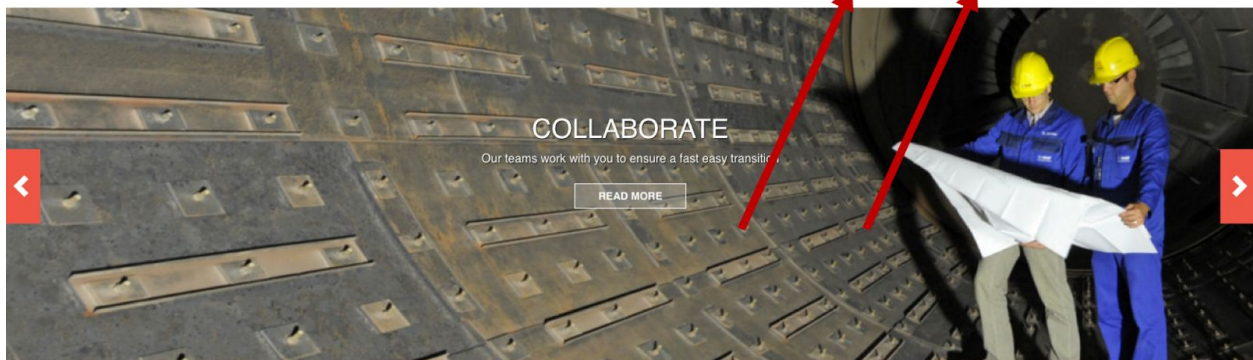 COLLABORATE
Our teams work with you to ensure a fast easy transition
READ MORE